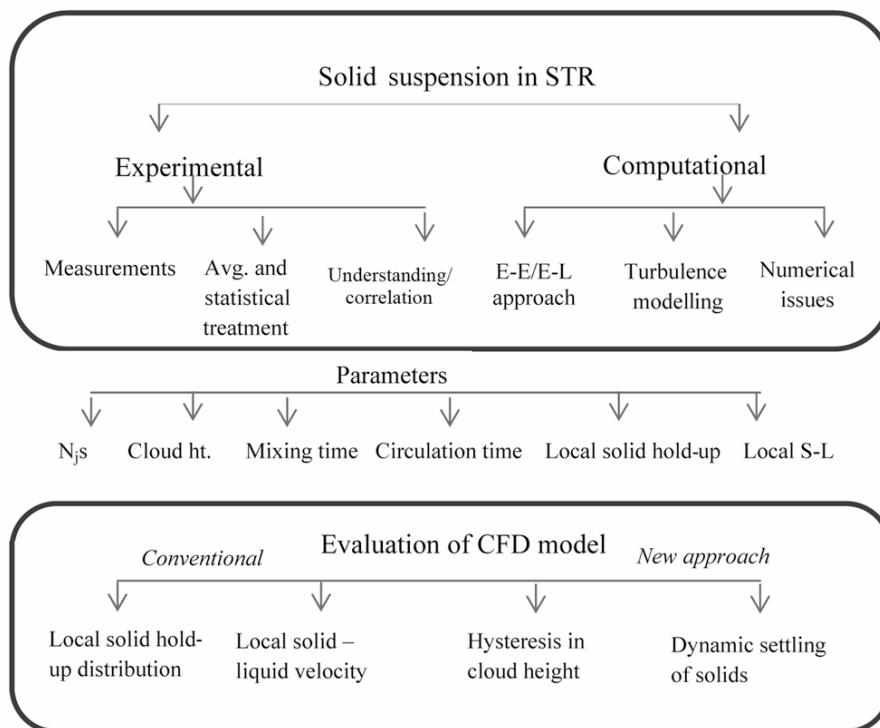 Solid suspension in STR
Experimental
Computational
Measurements
Avg. and
statistical
treatment
Understanding/
correlation
E-E/E-L
approach
Turbulence
modelling
Numerical
issues
Parameters
Njs
Cloud ht.
Mixing time
Circulation time
Local solid hold-up
Local S-L
Evaluation of CFD model
Conventional
New approach
Local solid hold-
up distribution
Local solid –
liquid velocity
Hysteresis in
cloud height
Dynamic settling
of solids